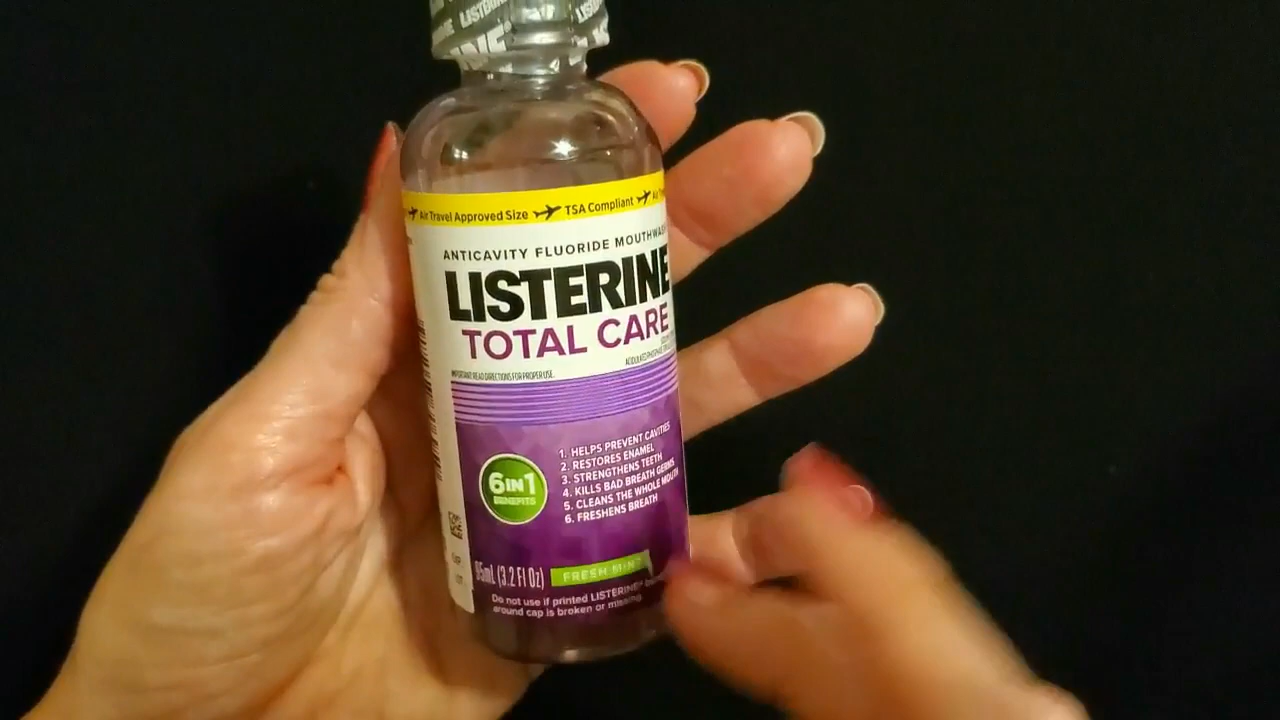 LISTERINE
Air Travel Approved Size TSA Compliant
ANTICAVITY FLUORIDE MOUTHWASH
LISTERINE
TOTAL CARE
IMPORTANT: READ DIRECTIONS FOR PROPER USE.
6 IN 1
BENEFITS
1. HELPS PREVENT CAVITIES
2. RESTORES ENAMEL
3. STRENGTHENS TEETH
4. KILLS BAD BREATH GERMS
5. CLEANS THE WHOLE MOUTH
6. FRESHENS BREATH
95mL (3.2 Fl Oz)
FRESH MINT
Do not use if printed LISTERINE®
around cap is broken or missing.